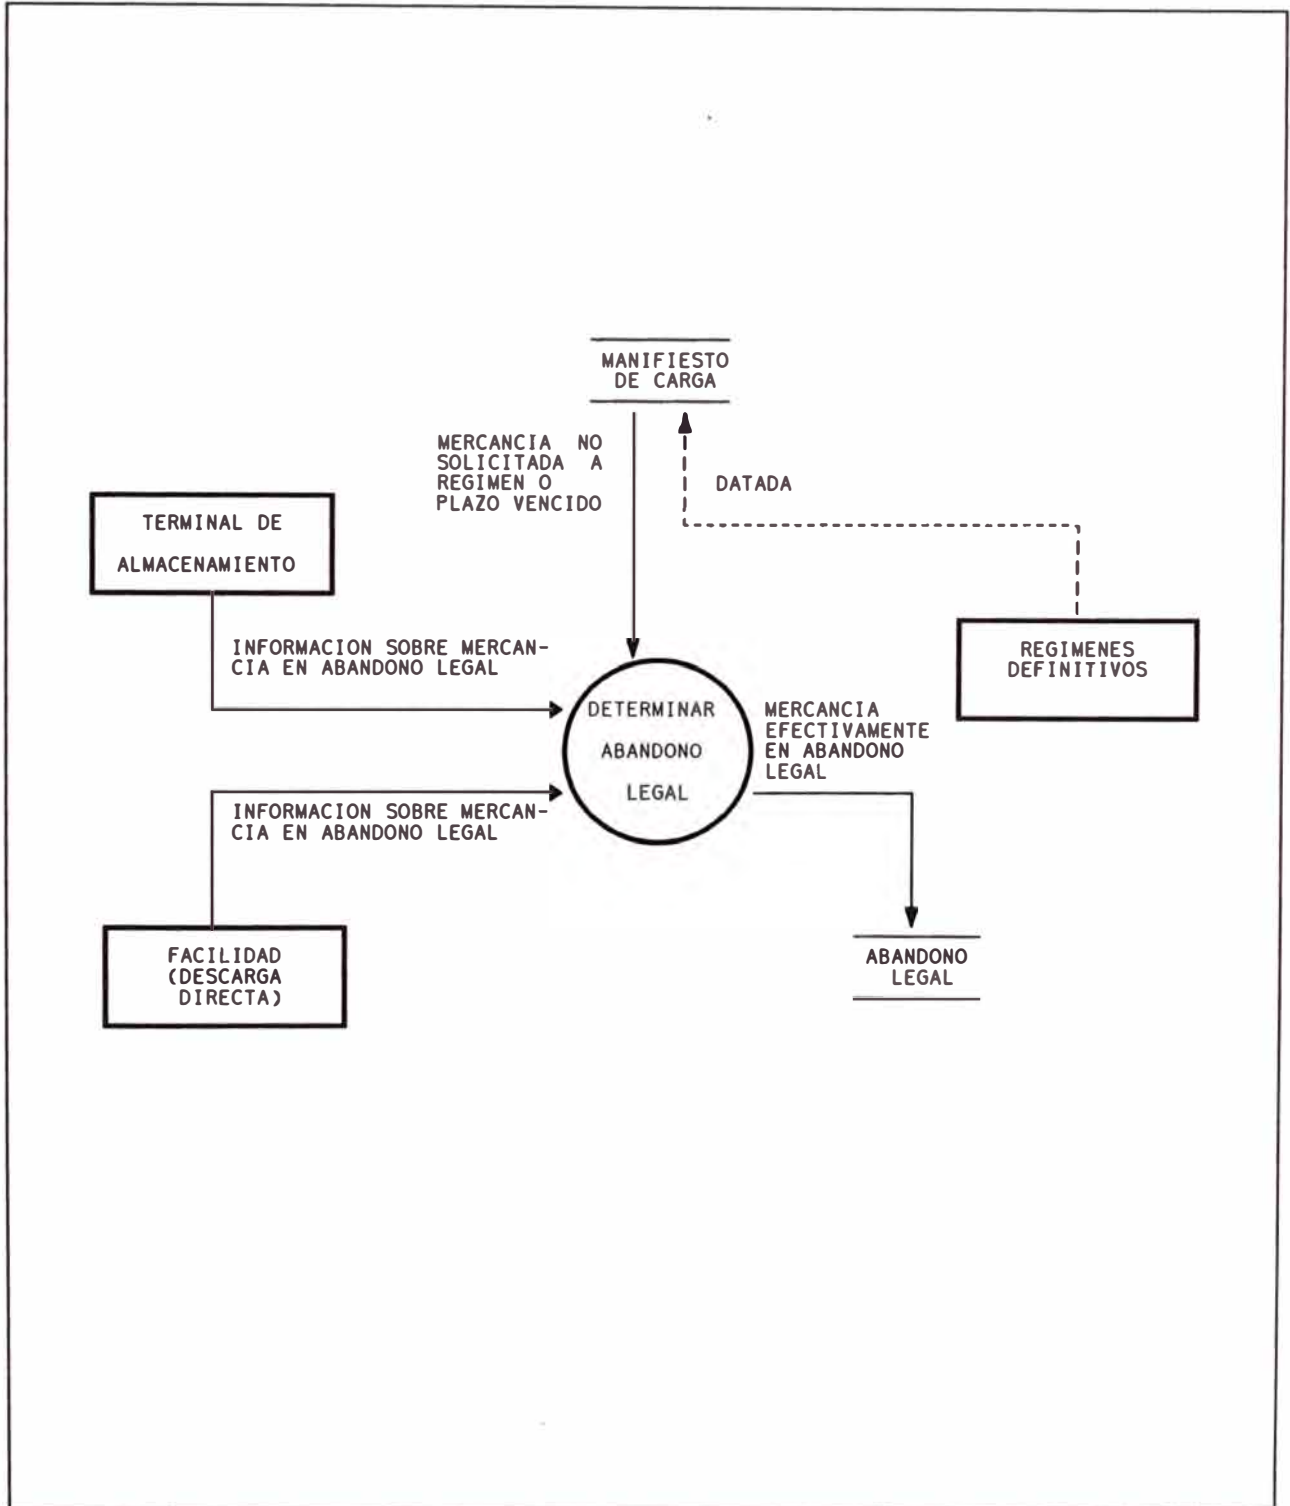 MANIFIESTO
DE CARGA
MERCANCIA NO
SOLICITADA A
REGIMEN O
PLAZO VENCIDO
DATADA
TERMINAL DE
ALMACENAMIENTO
INFORMACION SOBRE MERCAN-
CIA EN ABANDONO LEGAL
REGIMENES
DEFINITIVOS
DETERMINAR
ABANDONO
LEGAL
MERCANCIA
EFECTIVAMENTE
EN ABANDONO
LEGAL
INFORMACION SOBRE MERCAN-
CIA EN ABANDONO LEGAL
FACILIDAD
(DESCARGA
DIRECTA)
ABANDONO
LEGAL